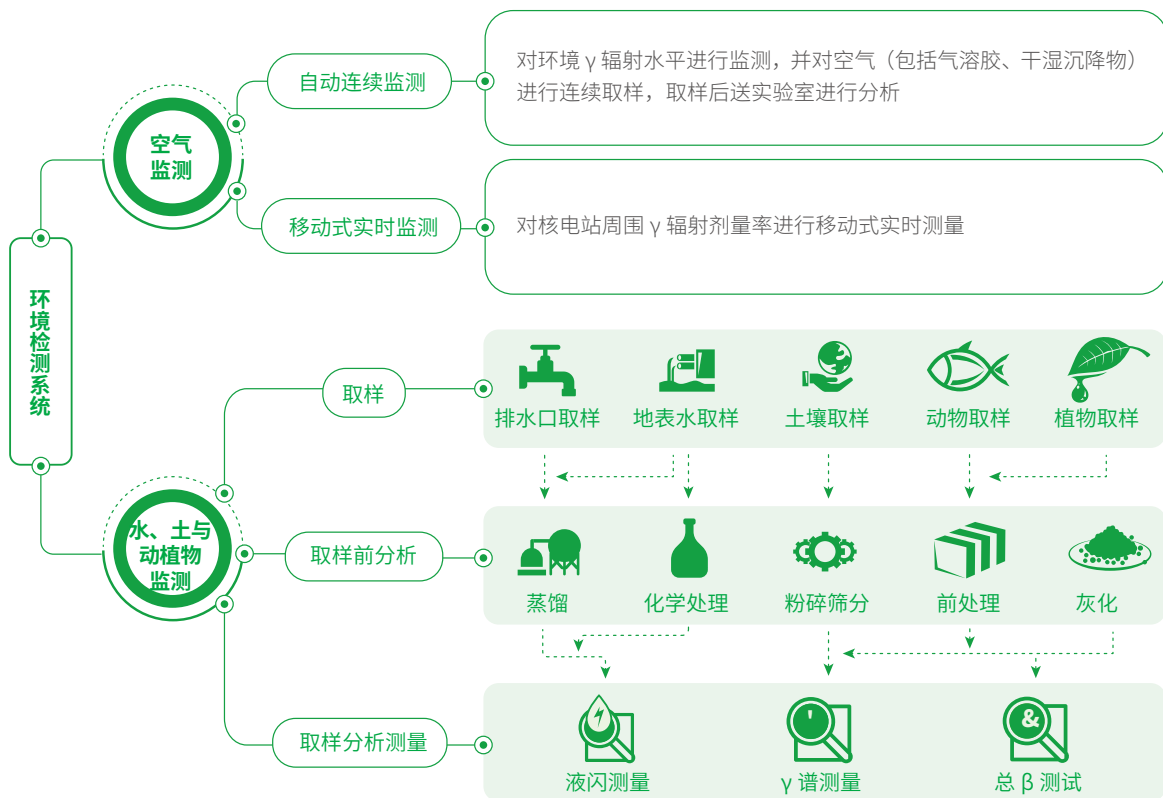 环境检测系统
空气
监测
自动连续监测
对环境 γ 辐射水平进行监测，并对空气（包括气溶胶、干湿沉降物）
进行连续取样，取样后送实验室进行分析
移动式实时监测
对核电站周围 γ 辐射剂量率进行移动式实时测量
水、土与
动植物
监测
取样
排水口取样
地表水取样
土壤取样
动物取样
植物取样
取样前分析
蒸馏
化学处理
粉碎筛分
前处理
灰化
取样分析测量
液闪测量
'
γ 谱测量
&
总 β 测试